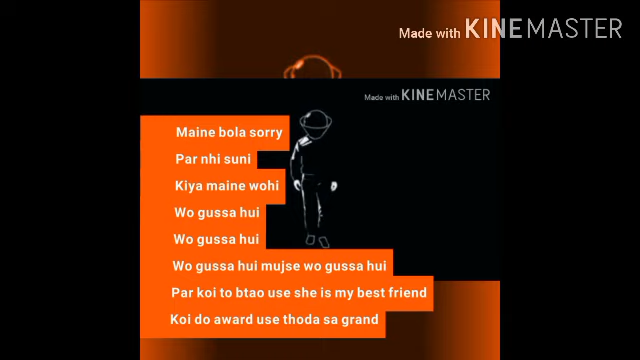 Made with KINEMASTER
Made with KINEMASTER
Maine bola sorry
Par nhi suni
Kiya maine wohi
Wo gussa hui
Wo gussa hui
Wo gussa hui mujse wo gussa hui
Par koi to btao use she is my best friend
Koi do award use thoda sa grand